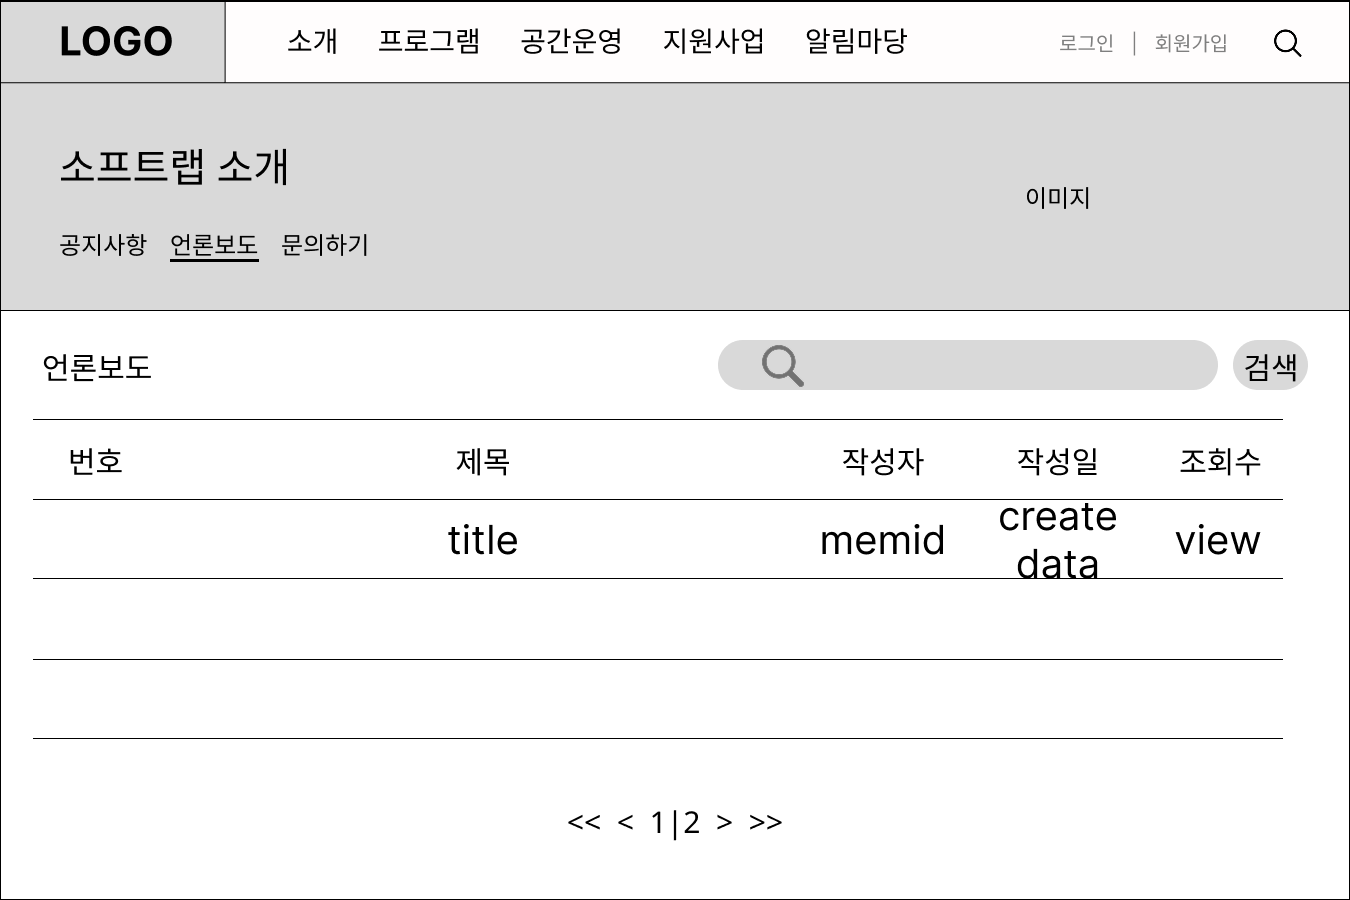 LOGO 소개 프로그램 공간운영 지원사업 알림마당 로그인 | 회원가입
소프트랩 소개
이미지
공지사항 언론보도 문의하기
언론보도 검색
번호 제목 작성자 작성일 조회수
title memid create data view
<< < 1|2 > >>